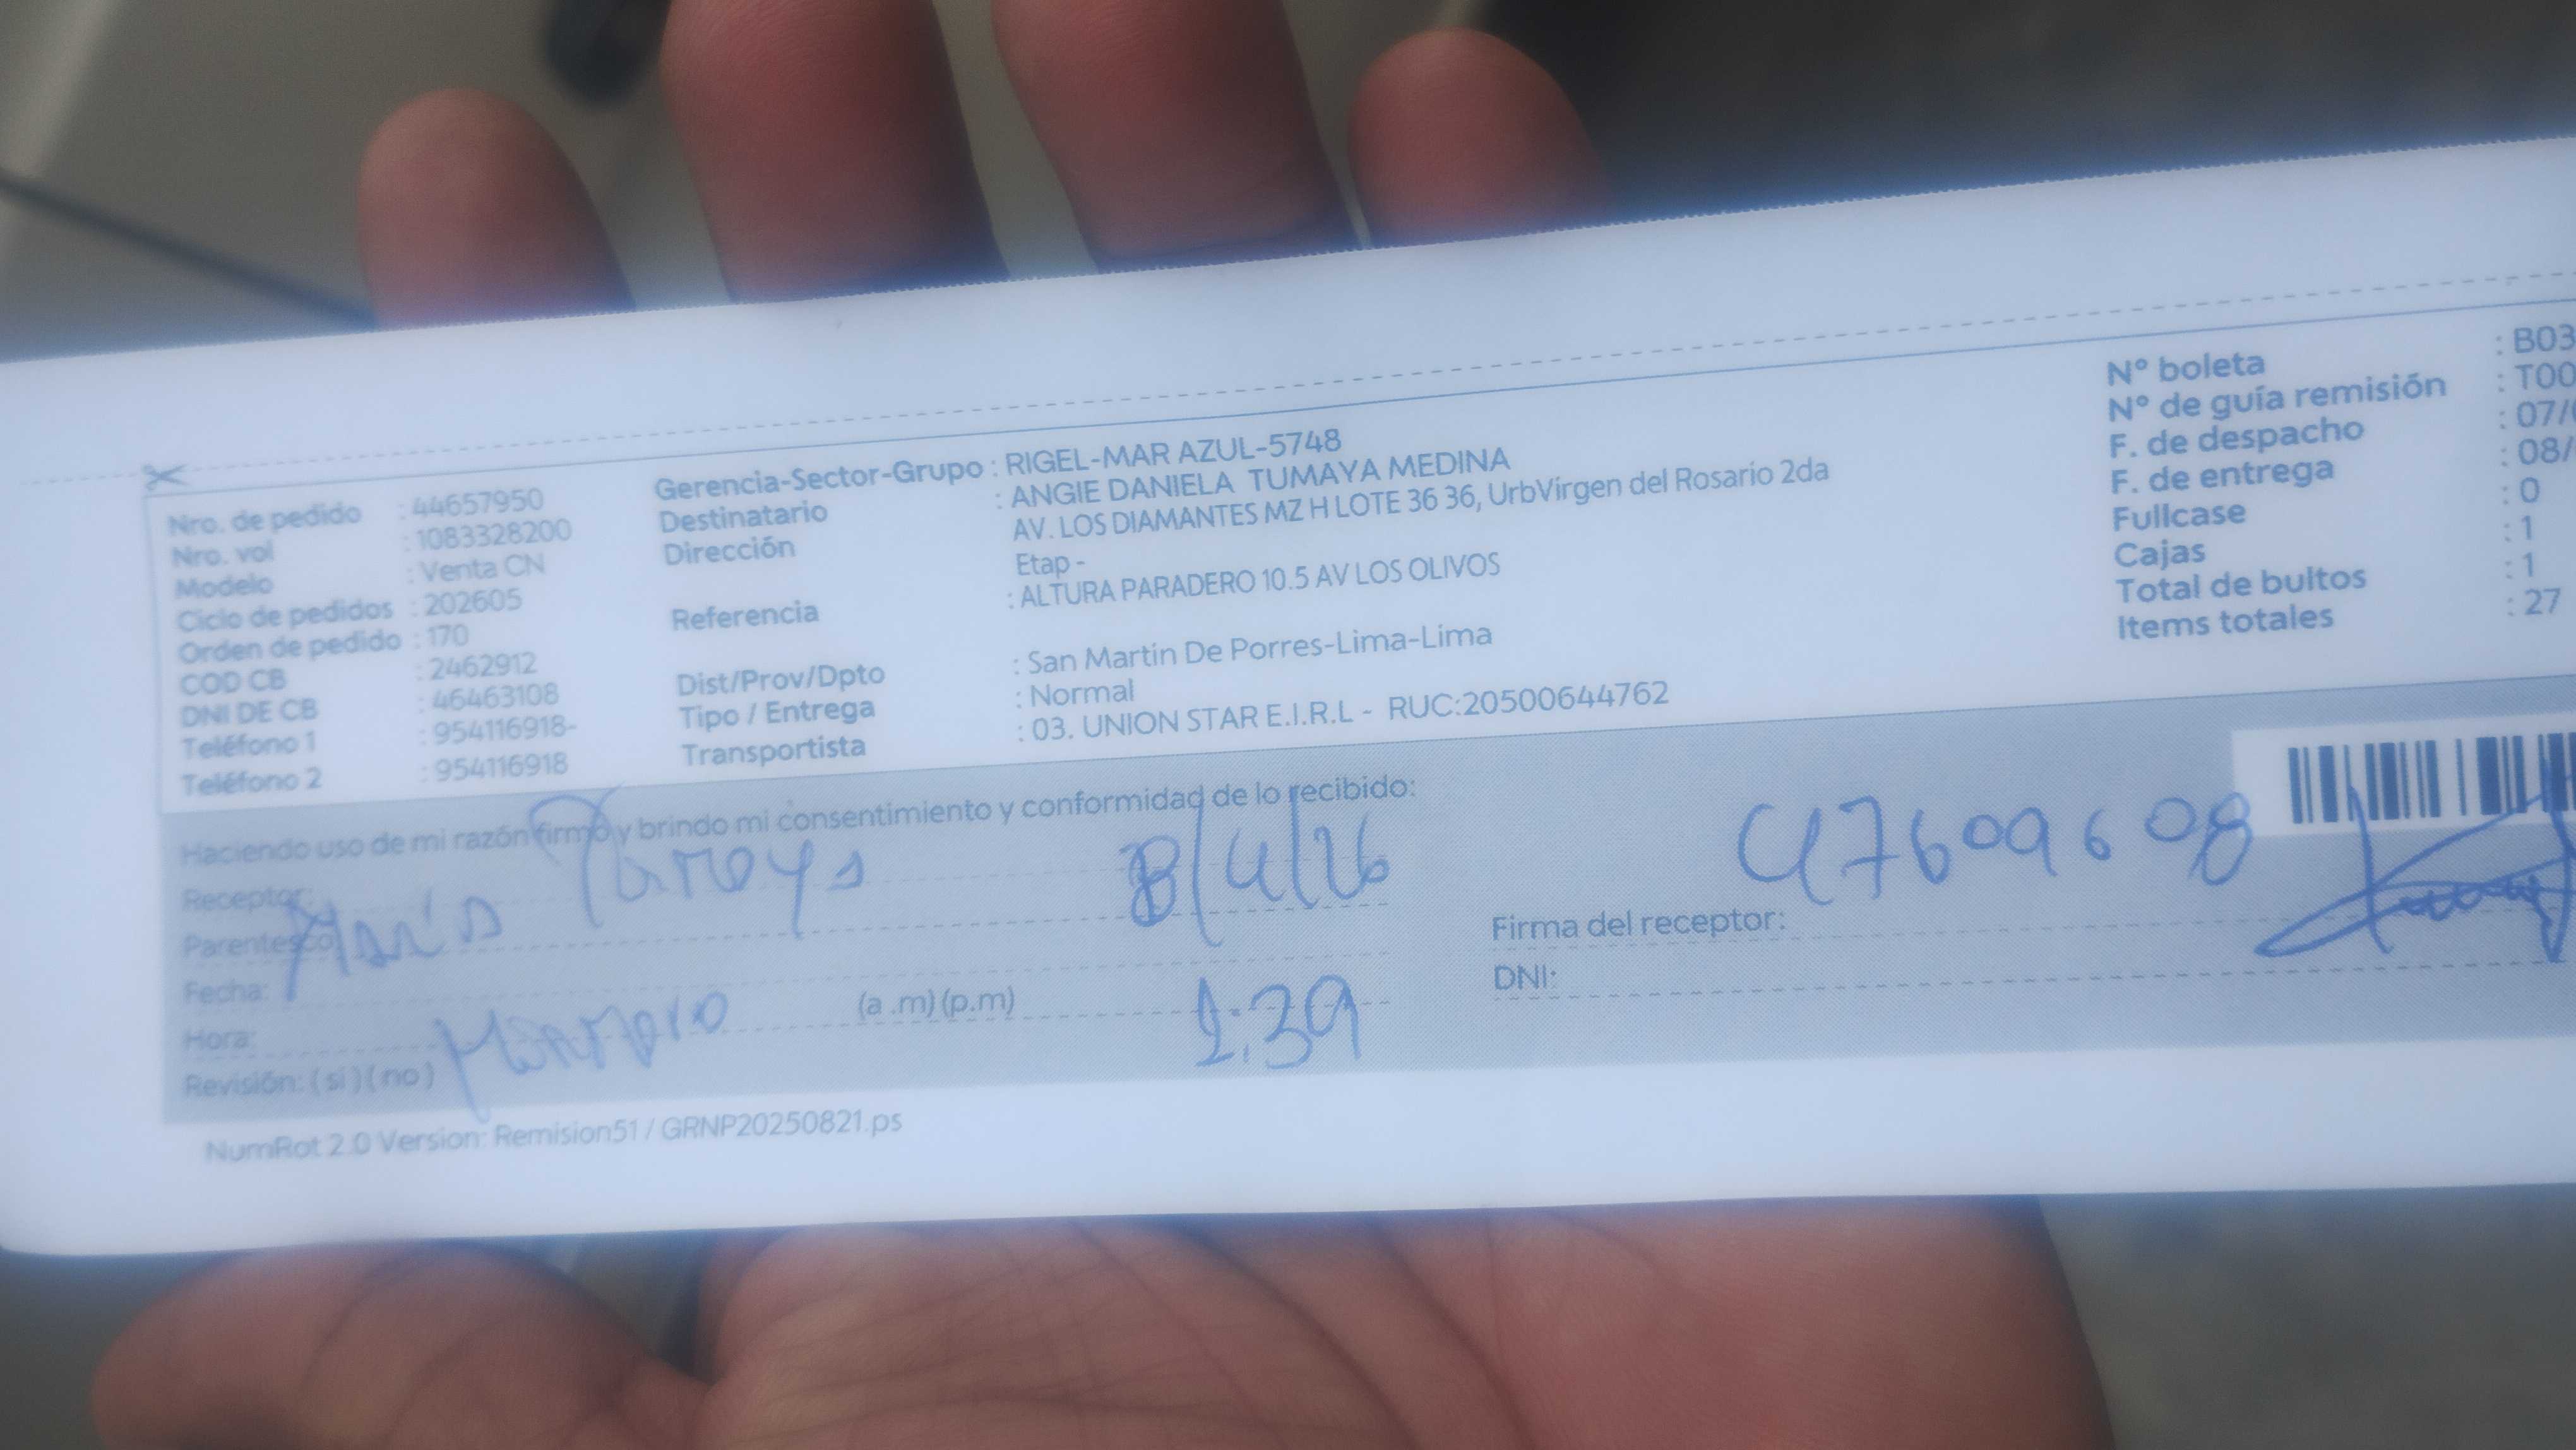 Nro. de pedido : 44657950
Nro. vol : 1083328200
Modelo : Venta CN
Ciclo de pedidos : 202605
Orden de pedido : 170
COD CB : 2462912
DNI DE CB : 46463108
Teléfono 1 : 954116918-
Teléfono 2 : 954116918
Gerencia-Sector-Grupo : RIGEL-MAR AZUL-5748
Destinatario : ANGIE DANIELA TUMAYA MEDINA
Dirección AV. LOS DIAMANTES MZ H LOTE 36 36, UrbVirgen del Rosario 2da
Etap -
Referencia : ALTURA PARADERO 10.5 AV LOS OLIVOS
Dist/Prov/Dpto : San Martin De Porres-Lima-Lima
Tipo / Entrega : Normal
Transportista : 03. UNION STAR E.I.R.L - RUC:20500644762
N° boleta : B03
N° de guía remisión : T00
F. de despacho : 07/
F. de entrega : 08/
Fullcase : 0
Cajas : 1
Total de bultos : 1
Items totales : 27
Haciendo uso de mi razón firmo y brindo mi consentimiento y conformidad de lo recibido:
Receptor:
Parentesco
8/4/26
Fecha:
Hora: (a .m) (p.m)
1.39
Revisión: ( si ) ( no )
47609608
Firma del receptor:
DNI:
NumRot 2.0 Version: Remision51 / GRNP20250821.ps